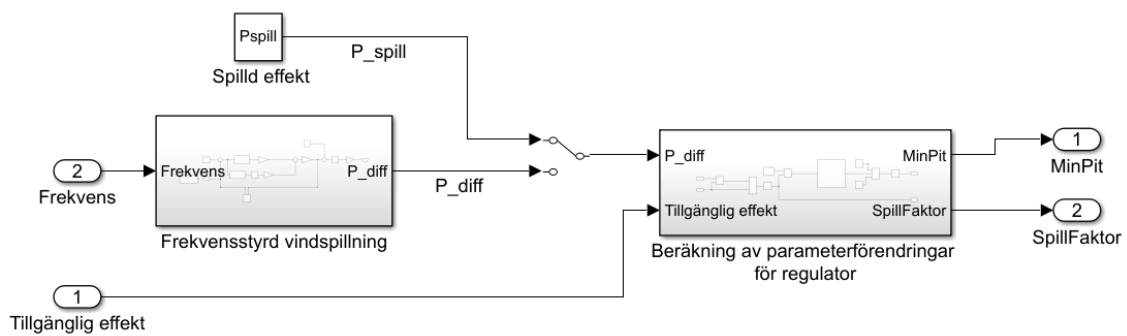 Pspill
P_spill
Spilld effekt
2
Frekvens
Frekvens
P_diff
P_diff
Frekvensstyrd vindspillning
P_diff
MinPit
1
MinPit
Tillgänglig effekt
SpillFaktor
2
SpillFaktor
Beräkning av parameterförendringar
för regulator
1
Tillgänglig effekt